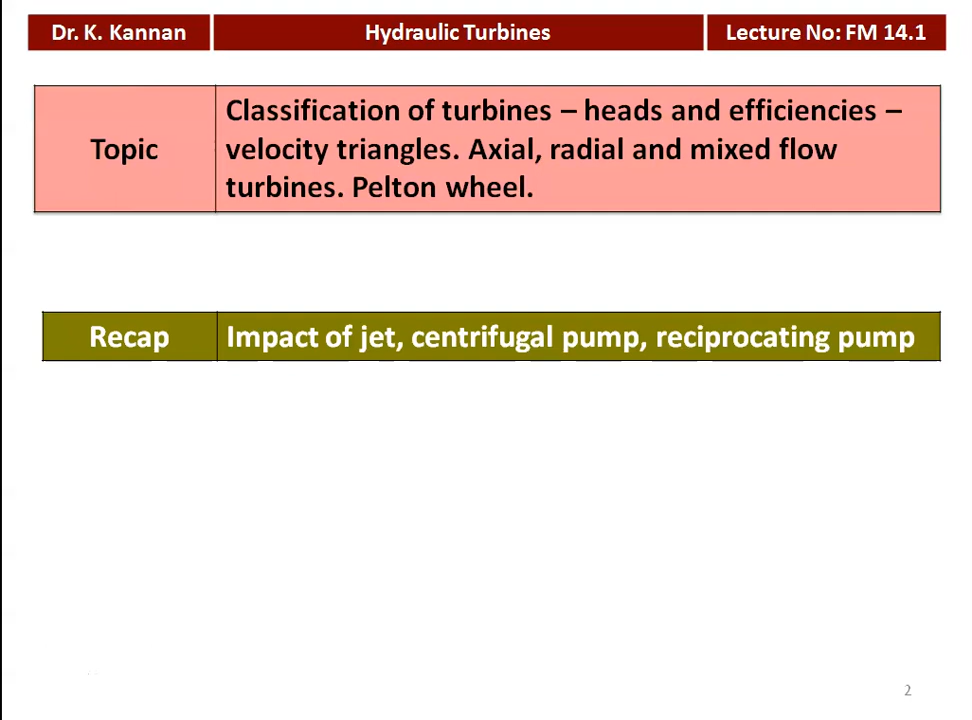 Dr. K. Kannan
Hydraulic Turbines
Lecture No: FM 14.1
Topic
Classification of turbines – heads and efficiencies –
velocity triangles. Axial, radial and mixed flow
turbines. Pelton wheel.
Recap
Impact of jet, centrifugal pump, reciprocating pump
2